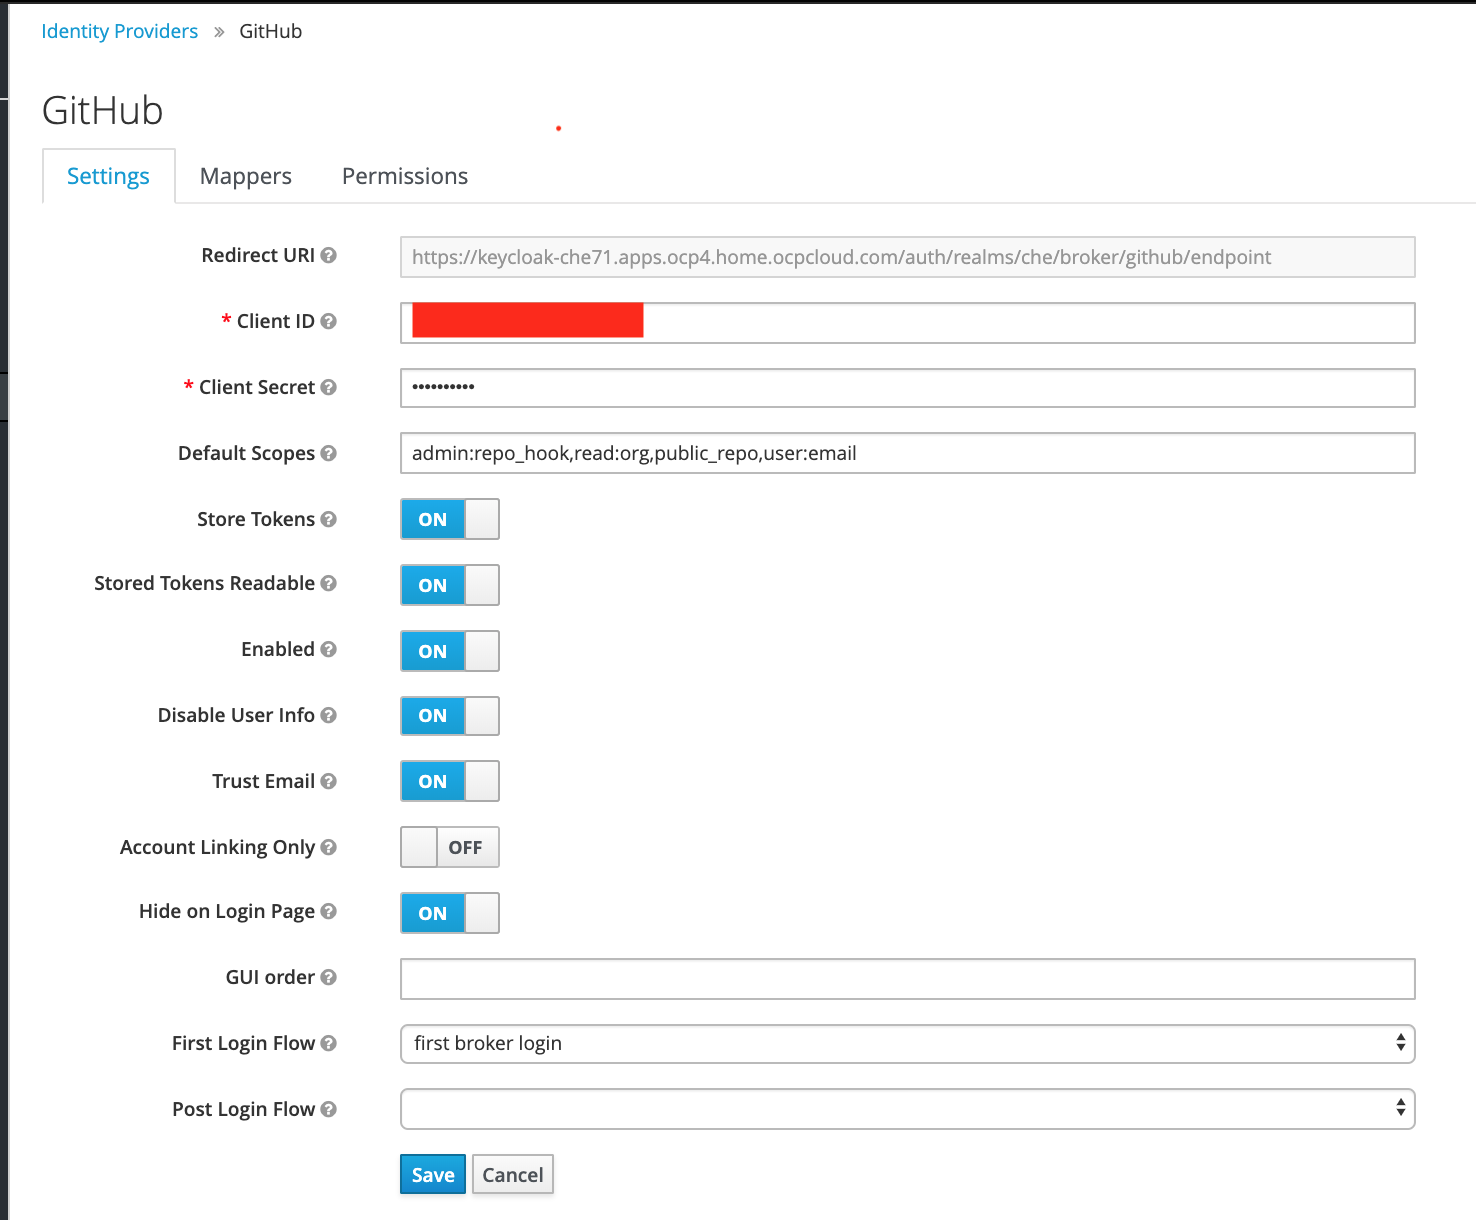 Identity Providers » GitHub
GitHub
Settings Mappers Permissions
Redirect URI https://keycloak-che71.apps.ocp4.home.ocpcloud.com/auth/realms/che/broker/github/endpoint
* Client ID
* Client Secret ••••••••••
Default Scopes admin:repo_hook,read:org,public_repo,user:email
Store Tokens ON
Stored Tokens Readable ON
Enabled ON
Disable User Info ON
Trust Email ON
Account Linking Only OFF
Hide on Login Page ON
GUI order
First Login Flow first broker login
Post Login Flow
Save Cancel